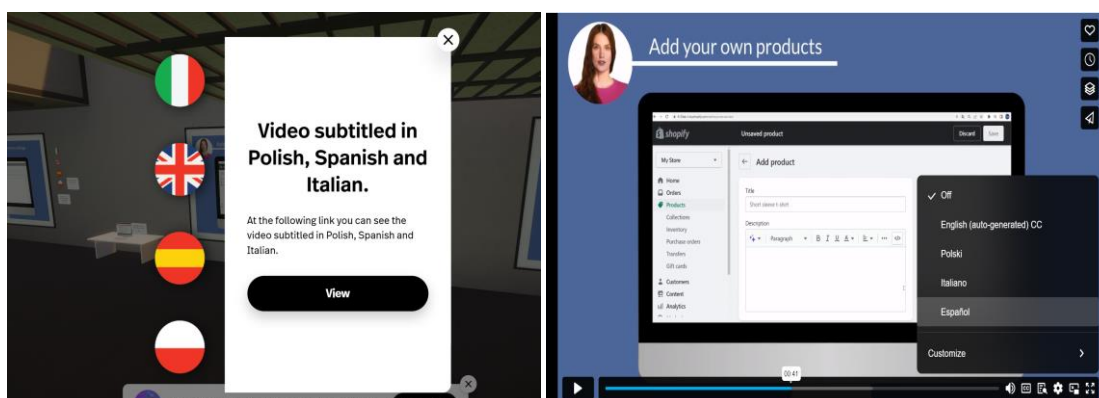 Video subtitled in
Polish, Spanish and
Italian.
At the following link you can see the
video subtitled in Polish, Spanish and
Italian.
View
Add your own products
shopify
Unsaved product
Discard
Save
My Store
Add product
Home
Orders
Products
Collections
Inventory
Purchase orders
Transfers
Gift cards
Customers
Content
Analytics
Title
Short sleeve t-shirt
Description
Paragraph
B I U A
Off
English (auto-generated) CC
Polski
Italiano
Español
Customize
00:41